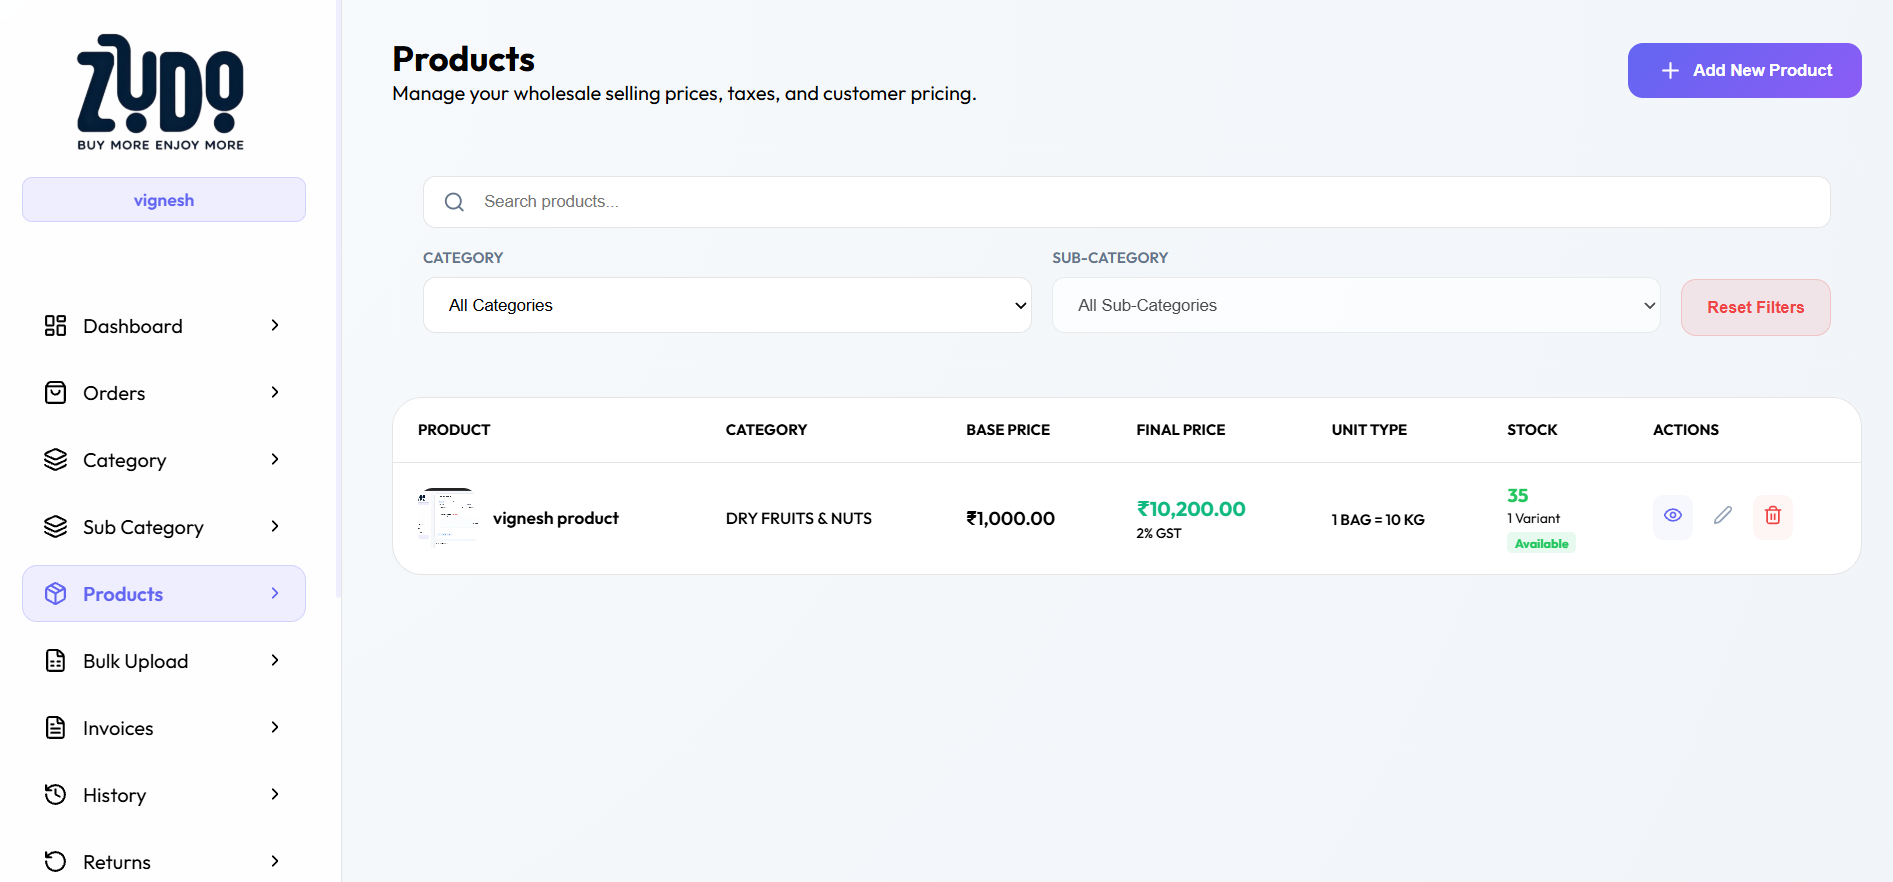 ZUDO
BUY MORE ENJOY MORE
vignesh
Dashboard
Orders
Category
Sub Category
Products
Bulk Upload
Invoices
History
Returns
Products
Manage your wholesale selling prices, taxes, and customer pricing.
Add New Product
Search products...
CATEGORY
All Categories
SUB-CATEGORY
All Sub-Categories
Reset Filters
PRODUCT CATEGORY BASE PRICE FINAL PRICE UNIT TYPE STOCK ACTIONS
vignesh product
DRY FRUITS & NUTS
₹1,000.00
₹10,200.00
2% GST
1 BAG = 10 KG
35
1 Variant
Available